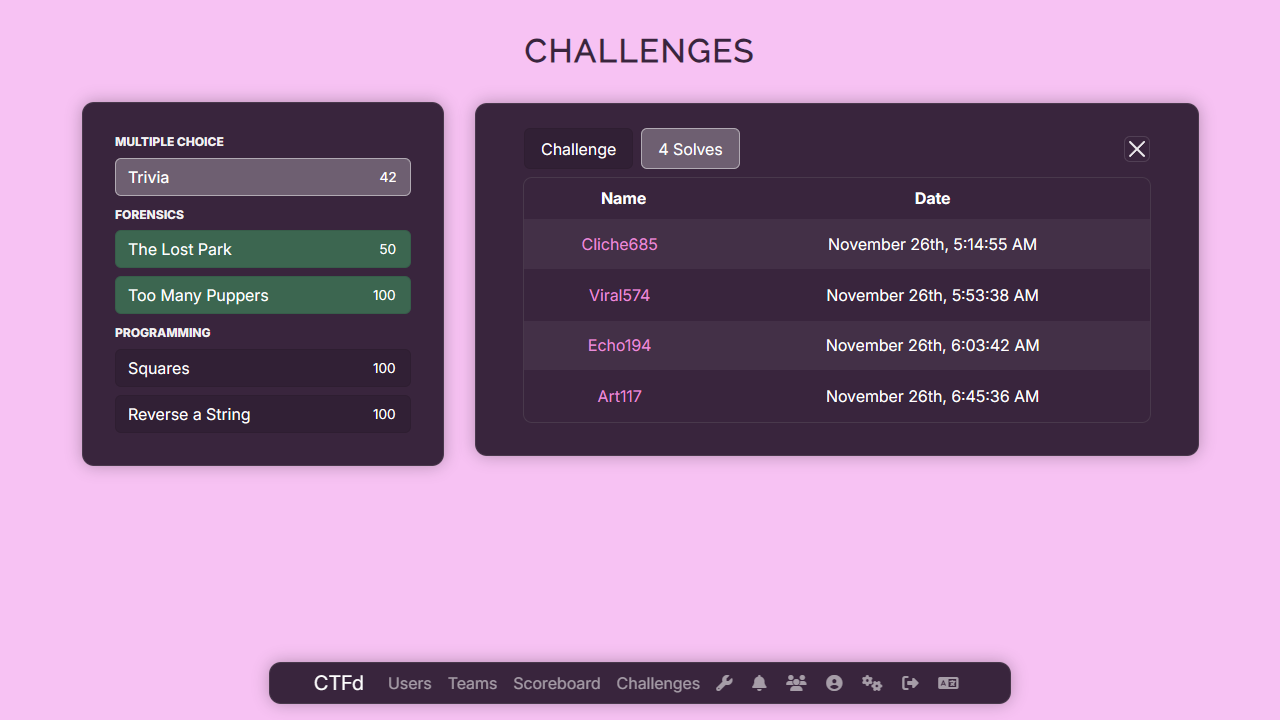 CHALLENGES
MULTIPLE CHOICE
Trivia 42
FORENSICS
The Lost Park 50
Too Many Puppers 100
PROGRAMMING
Squares 100
Reverse a String 100
Challenge 4 Solves
Name Date
Cliche685 November 26th, 5:14:55 AM
Viral574 November 26th, 5:53:38 AM
Echo194 November 26th, 6:03:42 AM
Art117 November 26th, 6:45:36 AM
CTFd Users Teams Scoreboard Challenges